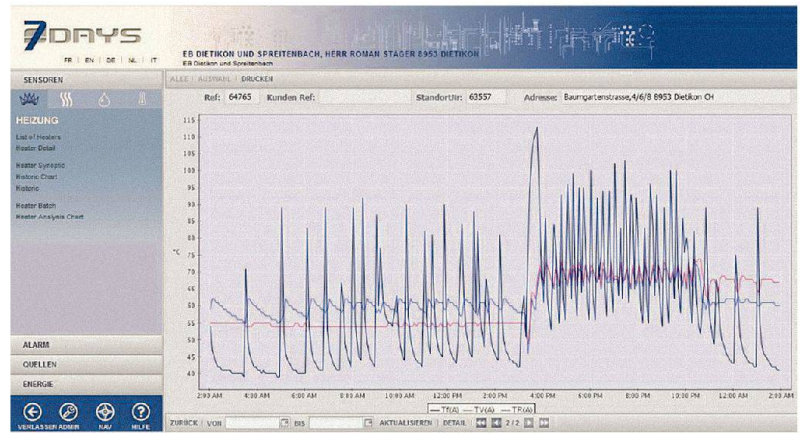 7DAYS
FR | EN | DE | NL | IT
EB DIETIKON UND SPREITENBACH, HERR ROMAN STAGER 8953 DIETIKON
EB Dietikon und Spreitenbach
SENSOREN
ALLE | AUSWAHL | DRUCKEN
Ref: 64765 Kunden Ref: StandortNr: 63557 Adresse: Baumgartenstrasse,4/6/8 8953 Dietikon CH
HEIZUNG
List of Heaters
Heater Detail
Heater Synoptic
Historic Chart
Historic
Heater Batch
Heater Analysis Chart
ALARM
QUELLEN
ENERGIE
VERLASSEN ADMIN NAV HILFE
115
110
105
100
95
90
85
80
75
70
65
60
55
50
45
40
°C
2:00 AM 4:00 AM 6:00 AM 8:00 AM 10:00 AM 12:00 PM 2:00 PM 4:00 PM 6:00 PM 8:00 PM 10:00 PM 12:00 AM 2:00 AM
Tf(A) TV(A) TR(A)
ZURÜCK | VON BIS AKTUALISIEREN | DETAIL 2/2